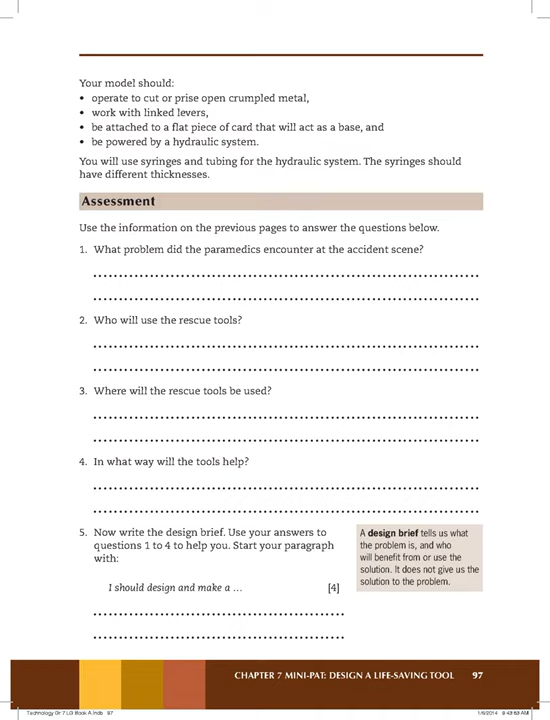 Your model should:
• operate to cut or prise open crumpled metal,
• work with linked levers,
• be attached to a flat piece of card that will act as a base, and
• be powered by a hydraulic system.
You will use syringes and tubing for the hydraulic system. The syringes should
have different thicknesses.
Assessment
Use the information on the previous pages to answer the questions below.
1. What problem did the paramedics encounter at the accident scene?
2. Who will use the rescue tools?
3. Where will the rescue tools be used?
4. In what way will the tools help?
5. Now write the design brief. Use your answers to
questions 1 to 4 to help you. Start your paragraph
with:
I should design and make a … [4]
A design brief tells us what
the problem is, and who
will benefit from or use the
solution. It does not give us the
solution to the problem.
CHAPTER 7 MINI-PAT: DESIGN A LIFE-SAVING TOOL 97
Technology Gr 7 LG Book A.indb 97